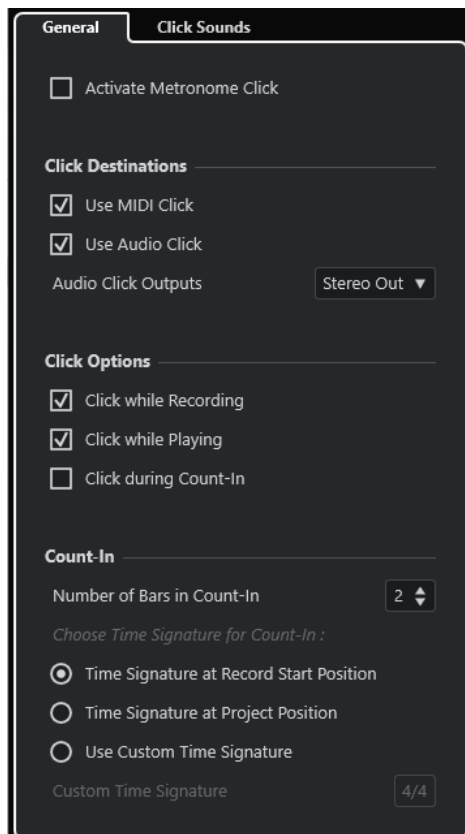 General Click Sounds
Activate Metronome Click
Click Destinations
Use MIDI Click
Use Audio Click
Audio Click Outputs Stereo Out
Click Options
Click while Recording
Click while Playing
Click during Count-In
Count-In
Number of Bars in Count-In 2
Choose Time Signature for Count-In :
Time Signature at Record Start Position
Time Signature at Project Position
Use Custom Time Signature
Custom Time Signature 4/4